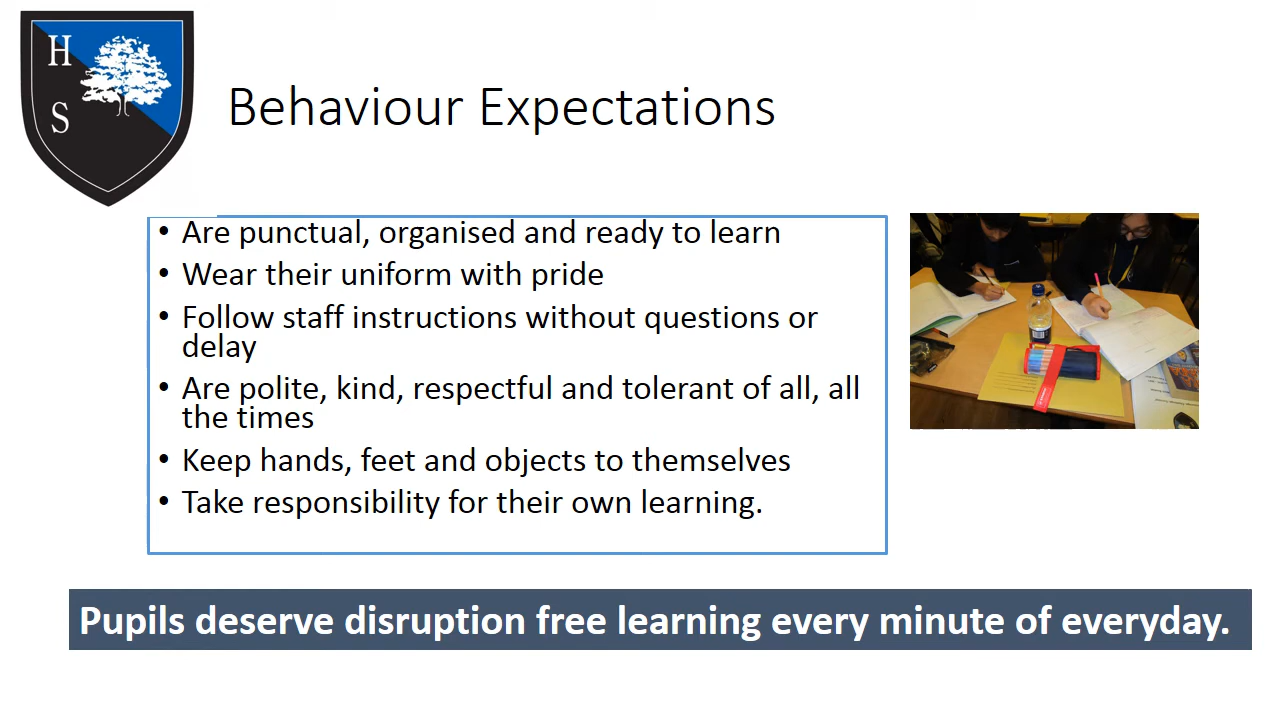 H
S
Behaviour Expectations
• Are punctual, organised and ready to learn
• Wear their uniform with pride
• Follow staff instructions without questions or
delay
• Are polite, kind, respectful and tolerant of all, all
the times
• Keep hands, feet and objects to themselves
• Take responsibility for their own learning.
Pupils deserve disruption free learning every minute of everyday.